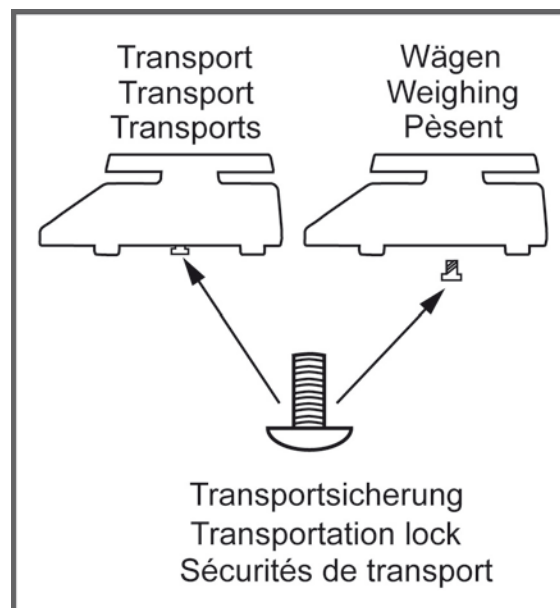 Transport
Transport
Transports
Wägen
Weighing
Pèsent
Transportsicherung
Transportation lock
Sécurités de transport